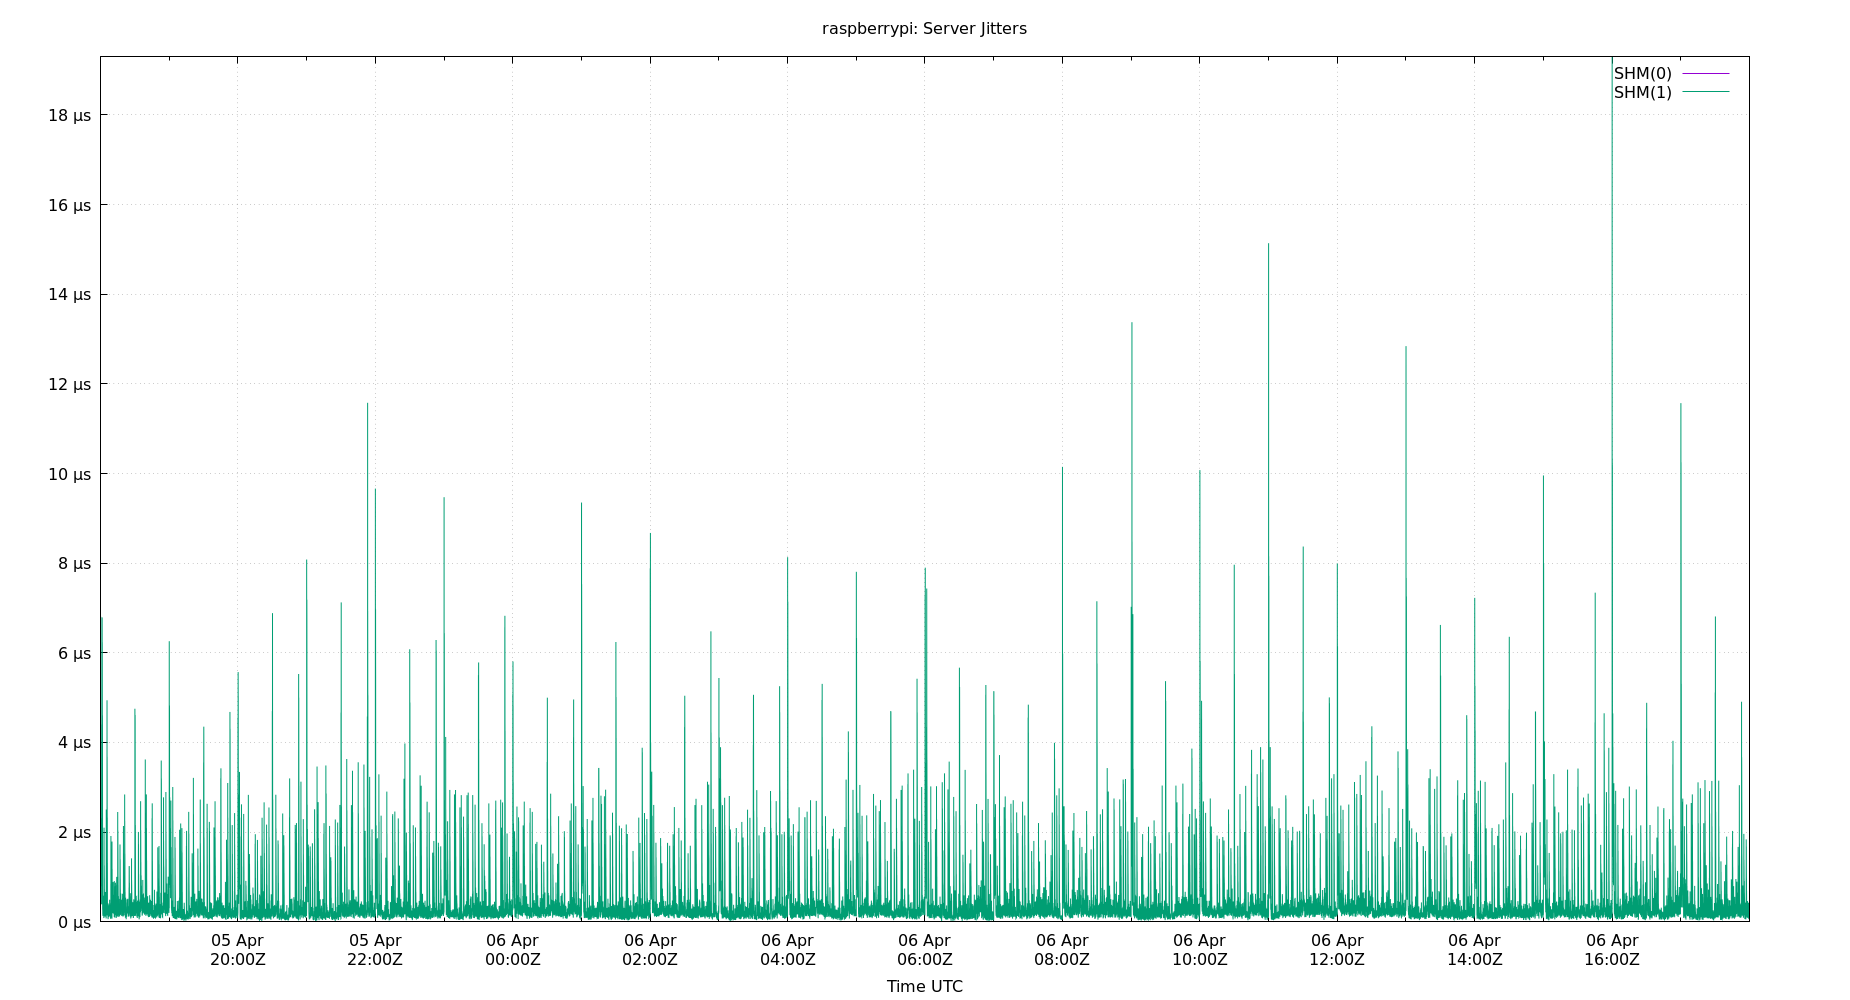 raspberrypi: Server Jitters
SHM(0)
SHM(1)
18 µs
16 µs
14 µs
12 µs
10 µs
8 µs
6 µs
4 µs
2 µs
0 µs
05 Apr 05 Apr 06 Apr 06 Apr 06 Apr 06 Apr 06 Apr 06 Apr 06 Apr 06 Apr 06 Apr
20:00Z 22:00Z 00:00Z 02:00Z 04:00Z 06:00Z 08:00Z 10:00Z 12:00Z 14:00Z 16:00Z
Time UTC